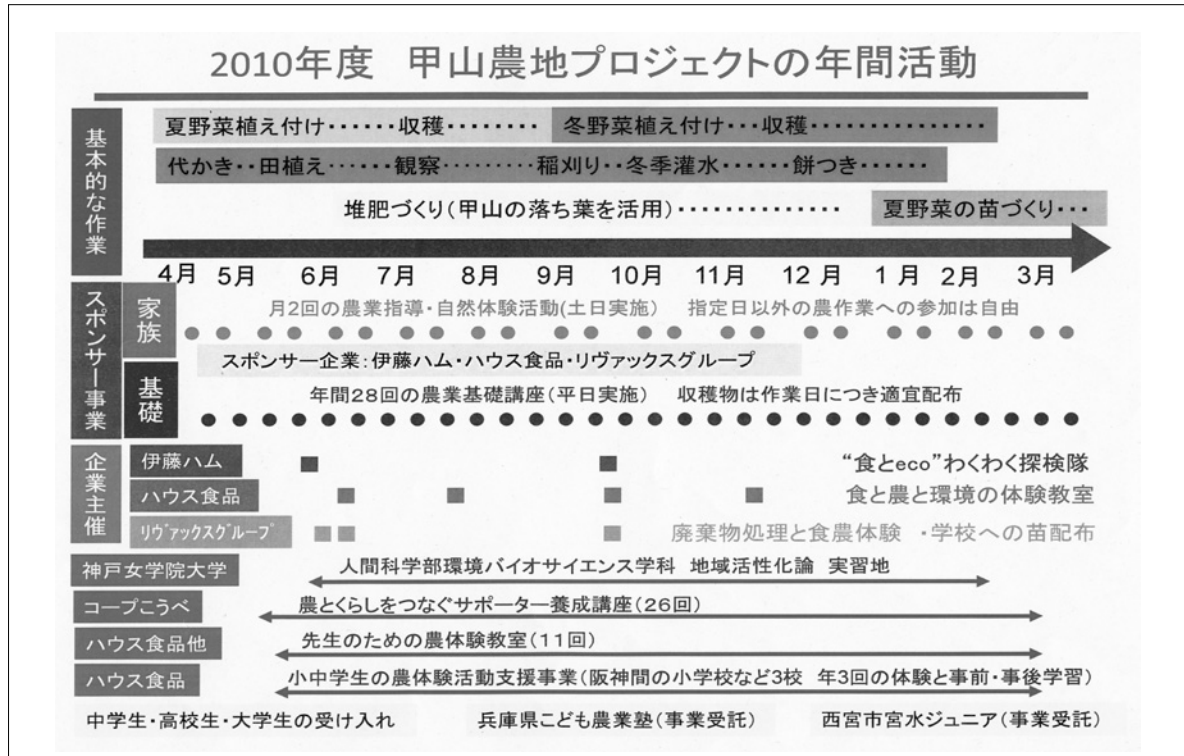 2010年度　甲山農地プロジェクトの年間活動
基本的な作業
夏野菜植え付け‥‥‥収穫‥‥‥‥
冬野菜植え付け‥・収穫‥‥‥‥‥‥‥‥
代かき‥田植え‥‥‥観察‥‥‥‥‥稲刈り‥冬季灌水‥‥‥餅つき‥‥‥
堆肥づくり(甲山の落ち葉を活用)‥‥‥‥‥‥‥
夏野菜の苗づくり‥・
4月 5月 6月 7月 8月 9月 10月 11月 12月 1月 2月 3月
スポンサー事業
家族
月2回の農業指導・自然体験活動(土日実施)　指定日以外の農作業への参加は自由
スポンサー企業:伊藤ハム・ハウス食品・リヴァックスグループ
基礎
年間28回の農業基礎講座(平日実施)　収穫物は作業日につき適宜配布
企業主催
伊藤ハム
“食とeco”わくわく探検隊
ハウス食品
食と農と環境の体験教室
リヴァックスグループ
廃棄物処理と食農体験　・学校への苗配布
神戸女学院大学
人間科学部環境バイオサイエンス学科　地域活性化論　実習地
コープこうべ
農とくらしをつなぐサポーター養成講座(26回)
ハウス食品他
先生のための農体験教室(11回)
ハウス食品
小中学生の農体験活動支援事業(阪神間の小学校など3校　年3回の体験と事前・事後学習)
中学生・高校生・大学生の受け入れ
兵庫県こども農業塾(事業受託)
西宮市宮水ジュニア(事業受託)